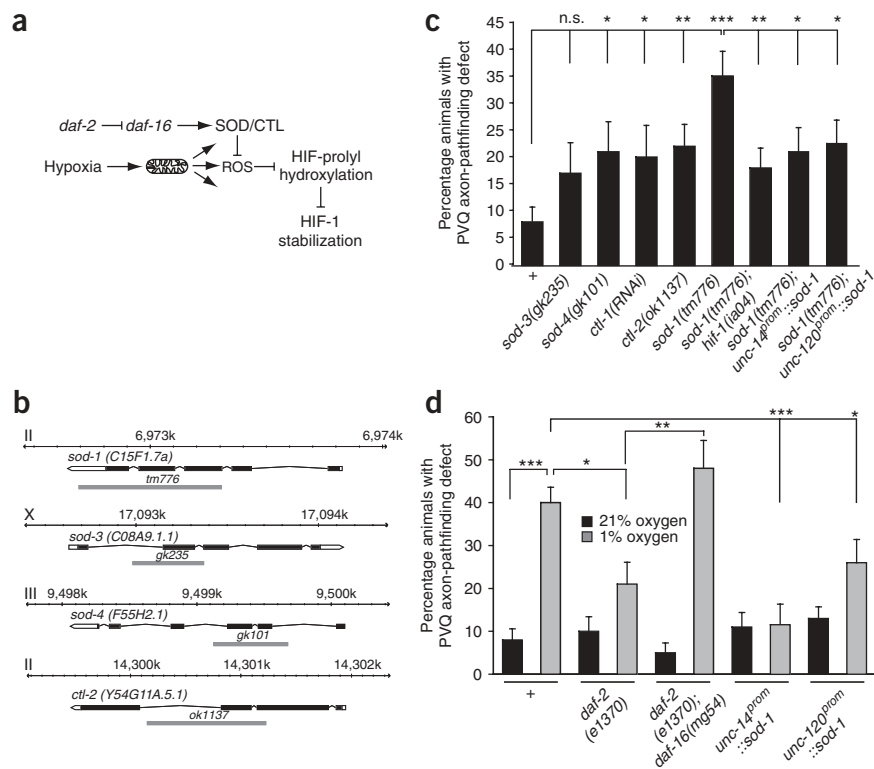 a
daf-2
daf-16
SOD/CTL
Hypoxia
ROS
HIF-prolyl
hydroxylation
HIF-1
stabilization
b
II
6,973k
6,974k
sod-1 (C15F1.7a)
tm776
X
17,093k
17,094k
sod-3 (C08A9.1.1)
gk235
III
9,498k
9,499k
9,500k
sod-4 (F55H2.1)
gk101
II
14,300k
14,301k
14,302k
ctl-2 (Y54G11A.5.1)
ok1137
c
Percentage animals with
PVQ axon-pathfinding defect
45
40
35
30
25
20
15
10
5
0
n.s.
*
*
**
***
**
*
*
+
sod-3(gk235)
sod-4(gk101)
ctl-1(RNAi)
ctl-2(ok1137)
sod-1(tm776)
sod-1(tm776);
hif-1(ia04)
sod-1(tm776);
unc-14prom::sod-1
sod-1(tm776);
unc-120prom::sod-1
d
Percentage animals with
PVQ axon-pathfinding defect
60
50
40
30
20
10
0
***
*
**
***
*
21% oxygen
1% oxygen
+
daf-2
(e1370)
daf-2
(e1370);
daf-16(mg54)
unc-14prom
::sod-1
unc-120prom
::sod-1